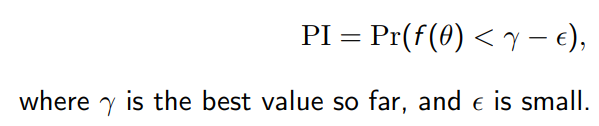 PI = Pr(f(θ) < γ − ϵ),
where γ is the best value so far, and ϵ is small.